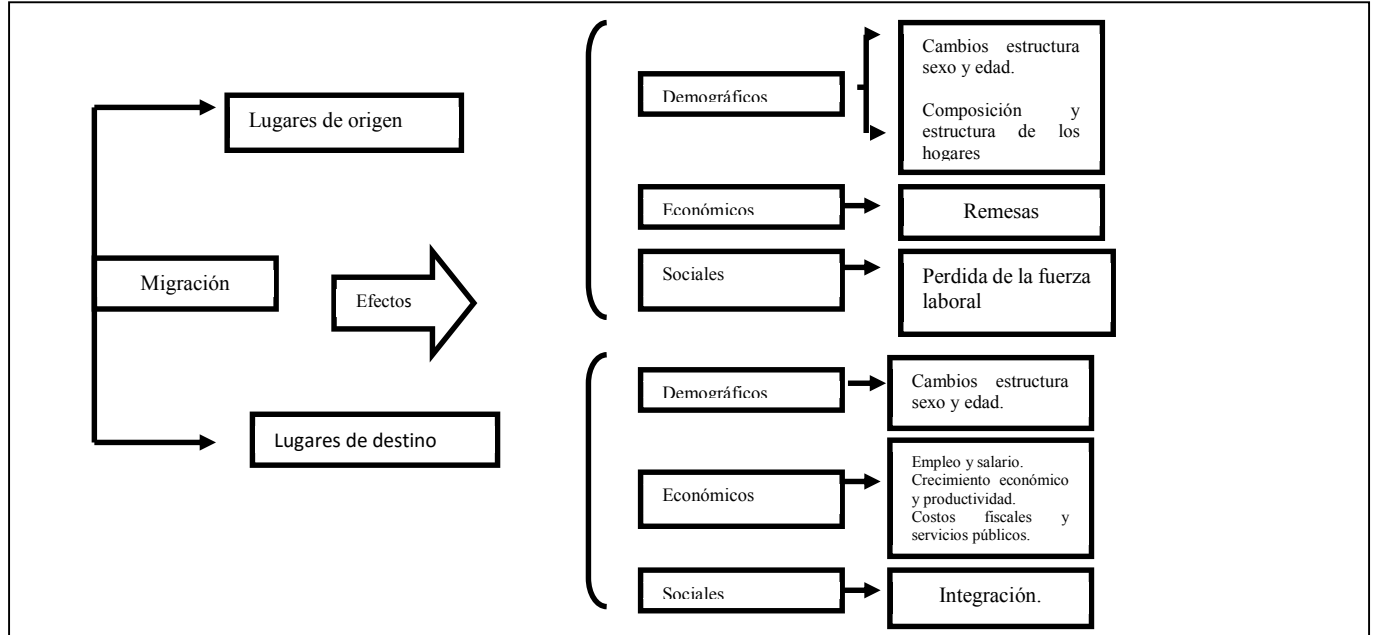 Lugares de origen
Migración
Efectos
Lugares de destino
Demográficos
Cambios estructura
sexo y edad.
Composición y
estructura de los
hogares
Económicos
Remesas
Sociales
Perdida de la fuerza
laboral
Demográficos
Cambios estructura
sexo y edad.
Económicos
Empleo y salario.
Crecimiento económico
y productividad.
Costos fiscales y
servicios públicos.
Sociales
Integración.